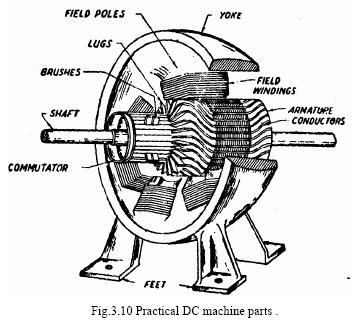 FIELD POLES
YOKE
LUGS
BRUSHES
FIELD
WINDINGS
SHAFT
ARMATURE
CONDUCTORS
COMMUTATOR
FEET
Fig.3.10 Practical DC machine parts .